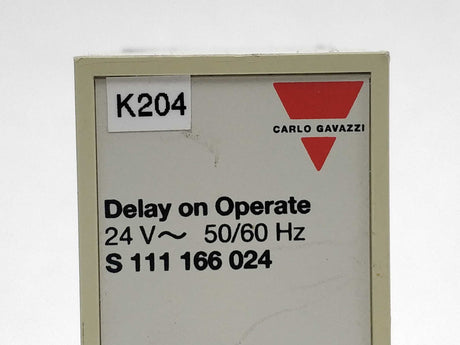 K204
CARLO GAVAZZI
Delay on Operate
24 V~ 50/60 Hz
S 111 166 024